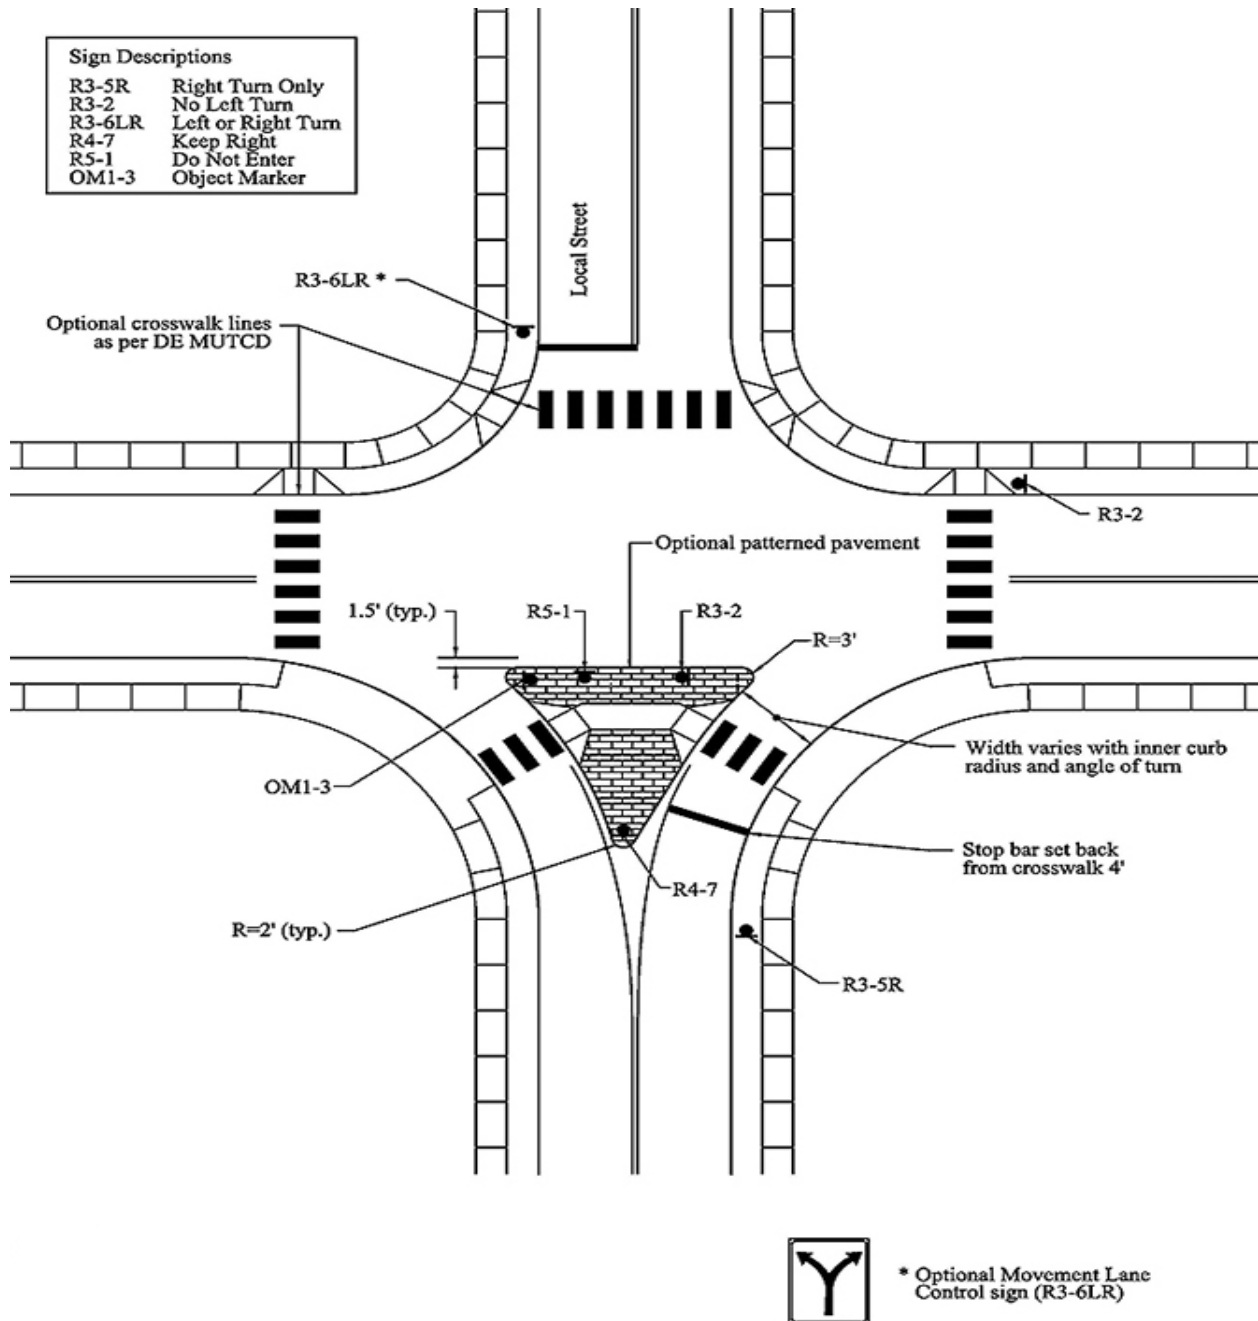 Sign Descriptions
R3-5R Right Turn Only
R3-2 No Left Turn
R3-6LR Left or Right Turn
R4-7 Keep Right
R5-1 Do Not Enter
OM1-3 Object Marker
Local Street
R3-6LR *
Optional crosswalk lines
as per DE MUTCD
R3-2
Optional patterned pavement
1.5' (typ.)
R5-1
R3-2
R=3'
Width varies with inner curb
radius and angle of turn
OM1-3
Stop bar set back
from crosswalk 4'
R4-7
R=2' (typ.)
R3-5R
* Optional Movement Lane
Control sign (R3-6LR)